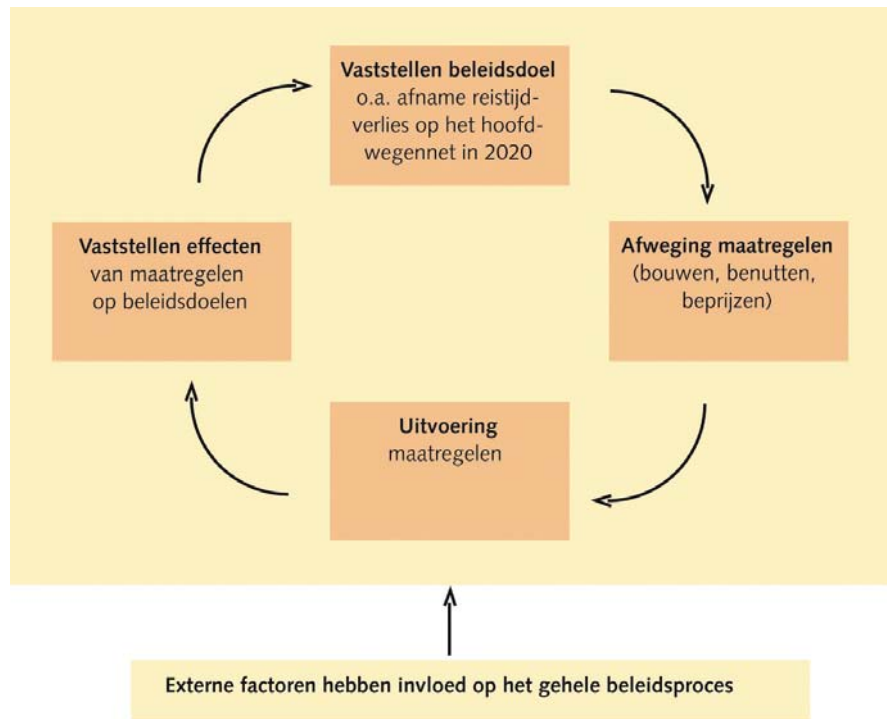 Vaststellen beleidsdoel
o.a. afname reistijd-
verlies op het hoofd-
wegennet in 2020
Afweging maatregelen
(bouwen, benutten,
beprijzen)
Uitvoering
maatregelen
Vaststellen effecten
van maatregelen
op beleidsdoelen
Externe factoren hebben invloed op het gehele beleidsproces